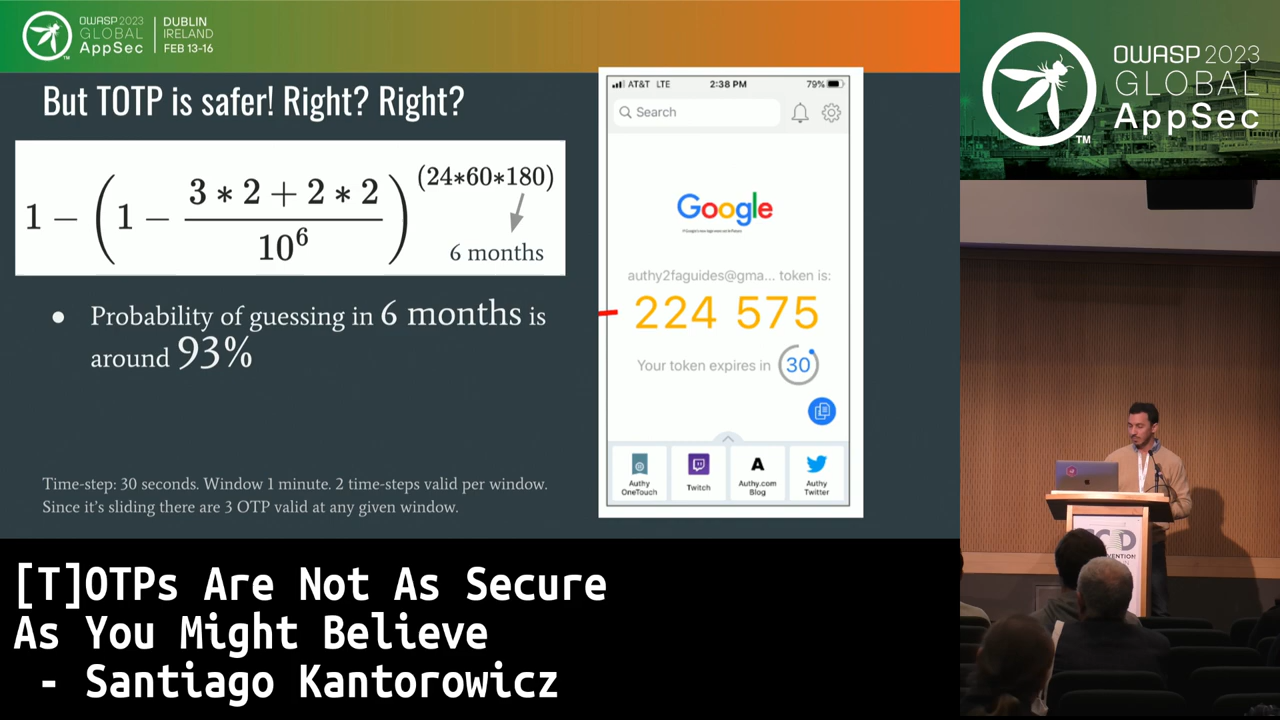 OWASP 2023
GLOBAL
AppSec
TM
DUBLIN
IRELAND
FEB 13-16
But TOTP is safer! Right? Right?
1 − (1 − (3 ∗ 2 + 2 ∗ 2) / 10^6)^(24∗60∗180)
6 months
● Probability of guessing in 6 months is
around 93%
Time-step: 30 seconds. Window 1 minute. 2 time-steps valid per window.
Since it's sliding there are 3 OTP valid at any given window.
AT&T LTE 2:38 PM 79%
Search
Google
authy2faguides@gma... token is:
224 575
Your token expires in 30
Authy
OneTouch
Twitch
A
Authy.com
Blog
Authy
Twitter
OWASP 2023
GLOBAL
AppSec
TM
[T]OTPs Are Not As Secure
As You Might Believe
- Santiago Kantorowicz